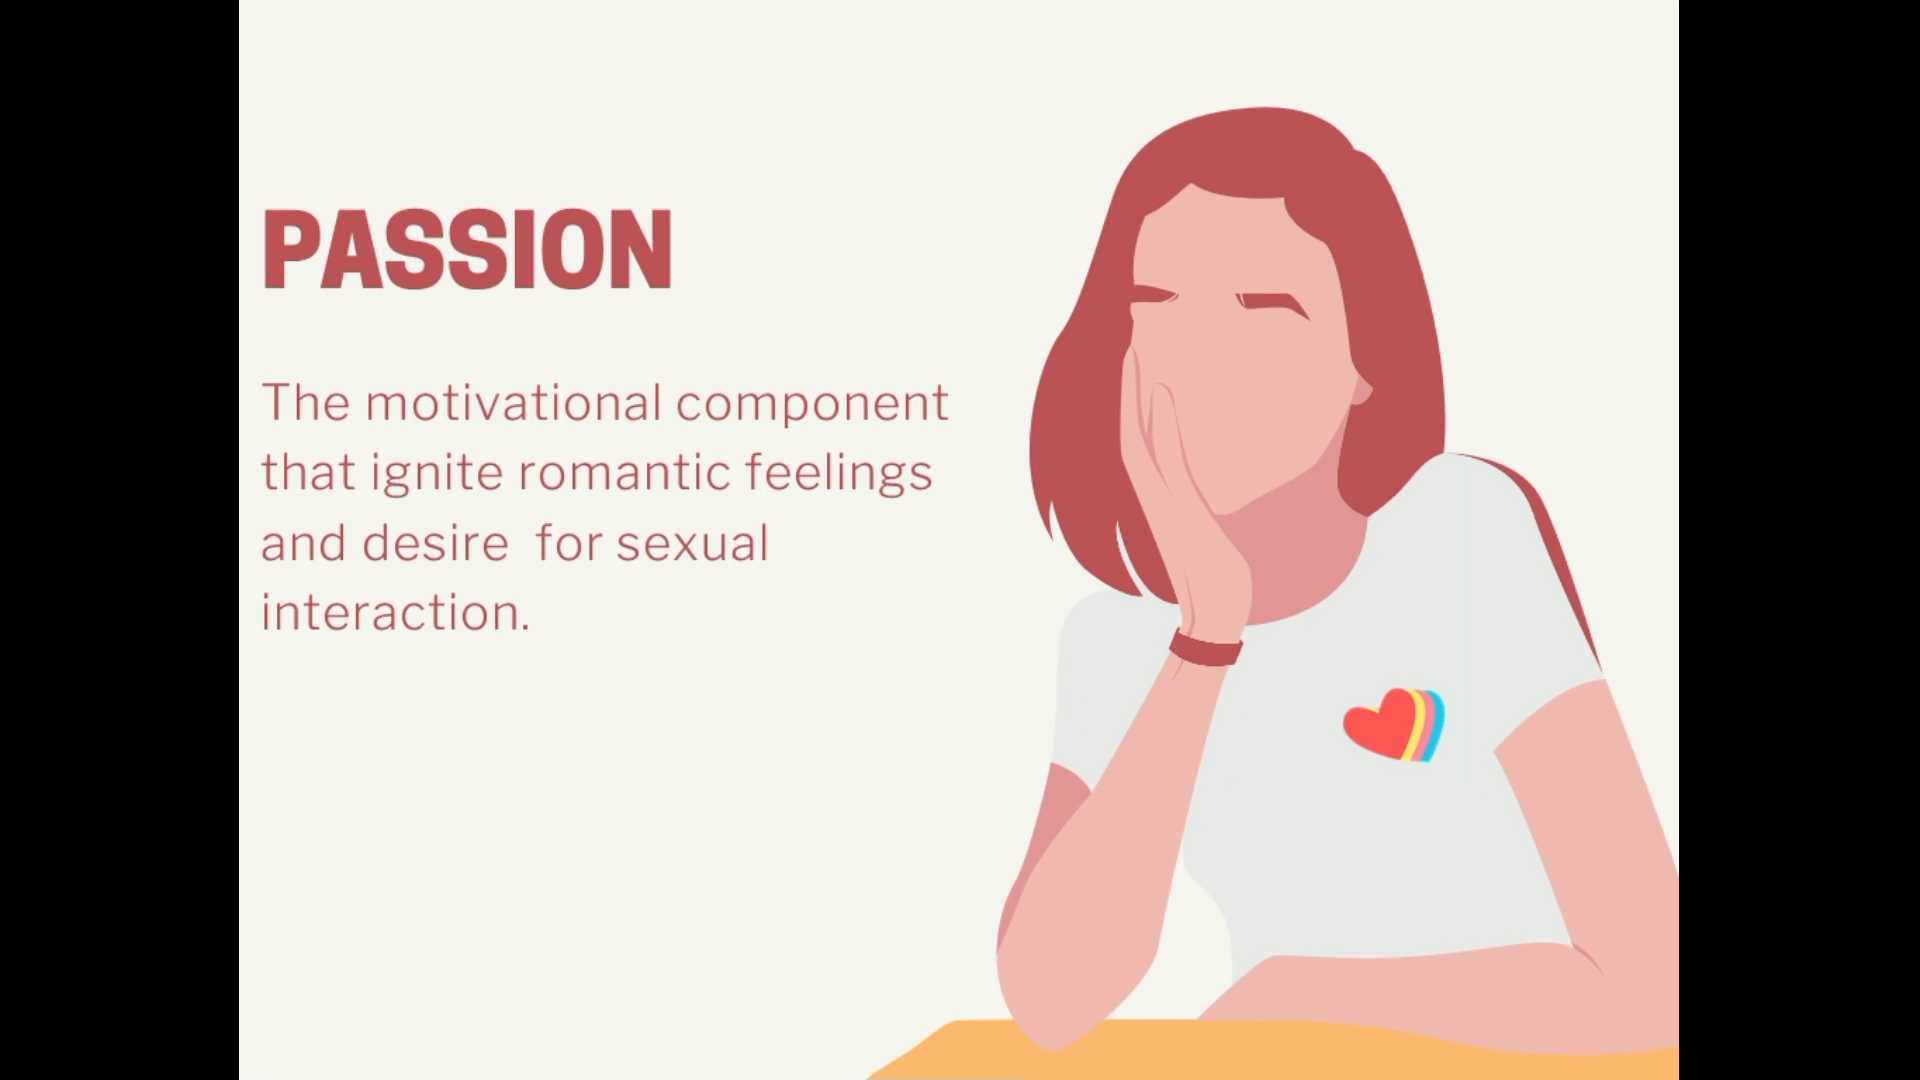 PASSION
The motivational component
that ignite romantic feelings
and desire  for sexual
interaction.